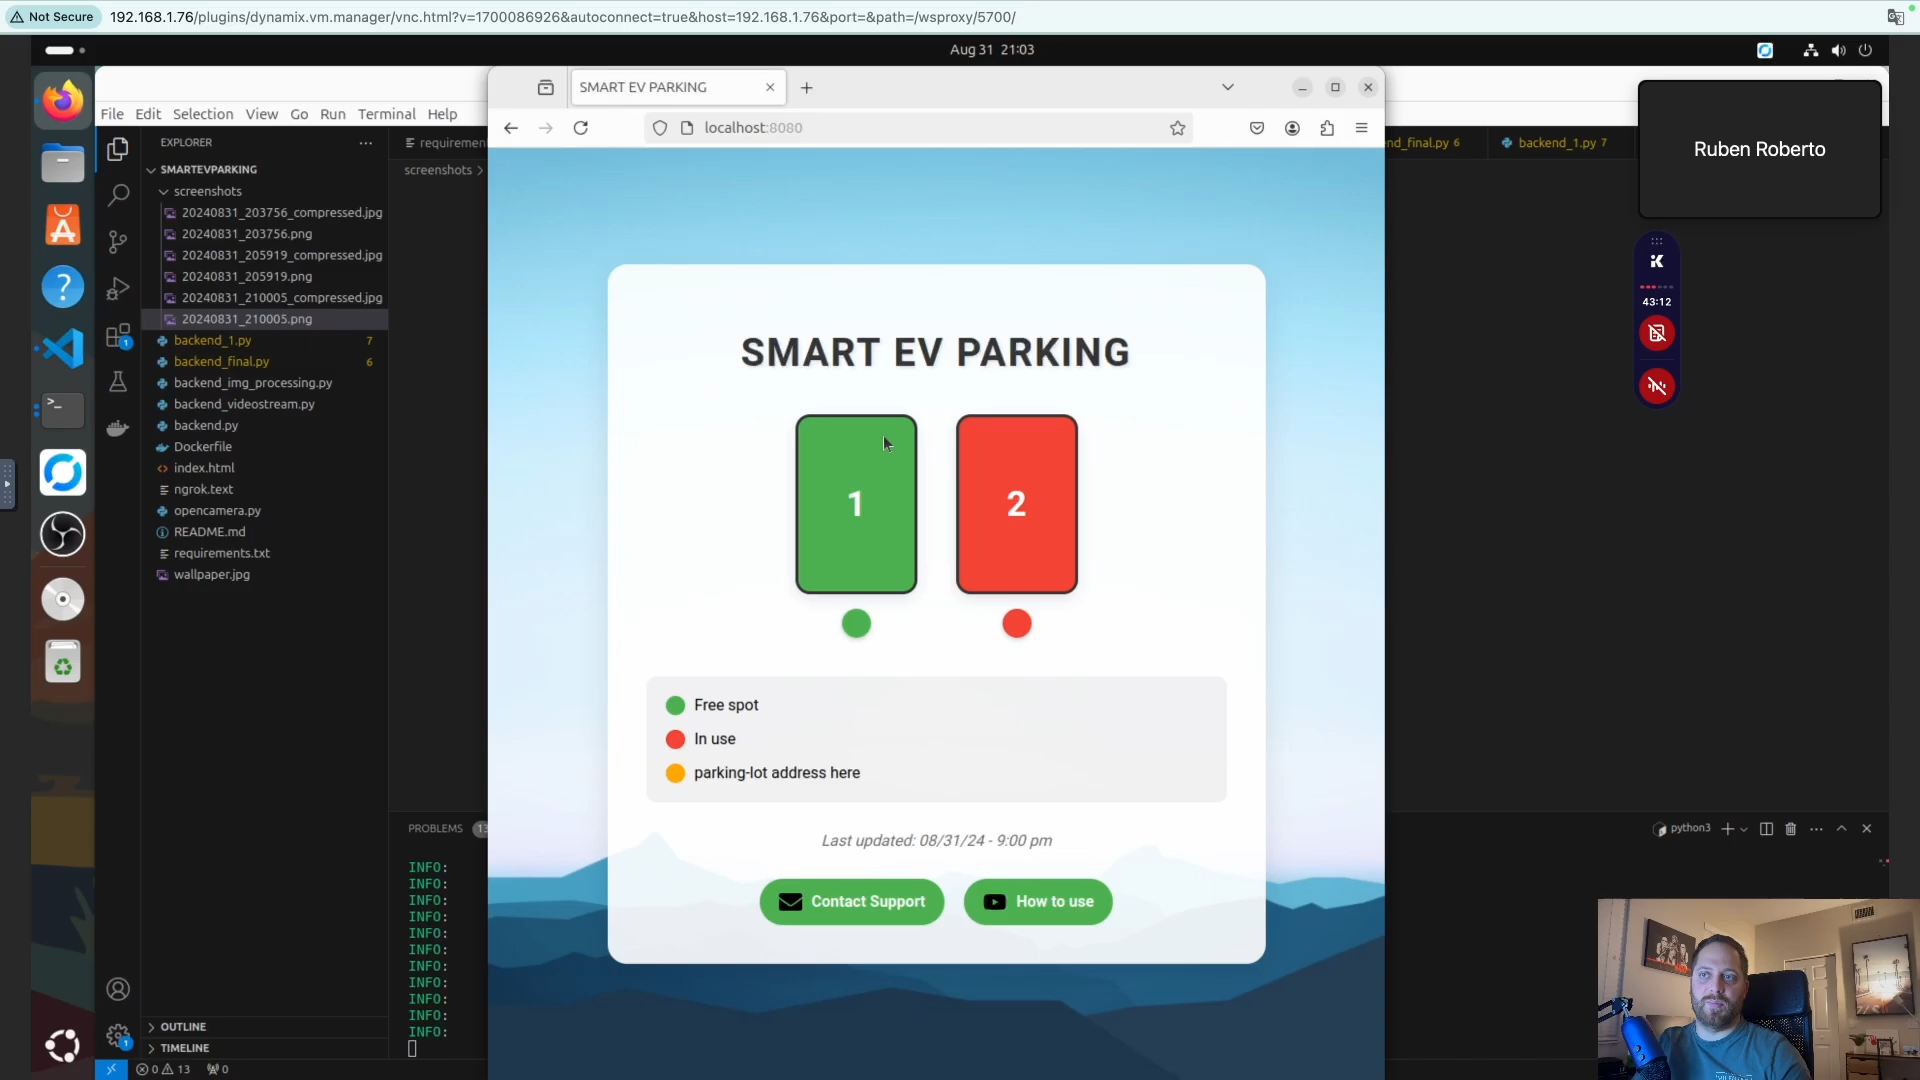 Not Secure 192.168.1.76/plugins/dynamix.vm.manager/vnc.html?v=1700086926&autoconnect=true&host=192.168.1.76&port=&path=/wsproxy/5700/
Aug 31 21:03
SMART EV PARKING
File Edit Selection View Go Run Terminal Help
localhost:8080
EXPLORER
requiremen
nd_final.py 6
backend_1.py 7
Ruben Roberto
SMARTEVPARKING
screenshots
screenshots
20240831_203756_compressed.jpg
20240831_203756.png
20240831_205919_compressed.jpg
20240831_205919.png
20240831_210005_compressed.jpg
20240831_210005.png
backend_1.py 7
backend_final.py 6
backend_img_processing.py
backend_videostream.py
backend.py
Dockerfile
index.html
ngrok.text
opencamera.py
README.md
requirements.txt
wallpaper.jpg
43:12
SMART EV PARKING
1 2
Free spot
In use
parking-lot address here
Last updated: 08/31/24 - 9:00 pm
Contact Support
How to use
PROBLEMS 13
python3
INFO:
INFO:
INFO:
INFO:
INFO:
INFO:
INFO:
INFO:
INFO:
INFO:
INFO:
OUTLINE
TIMELINE
0 13 0